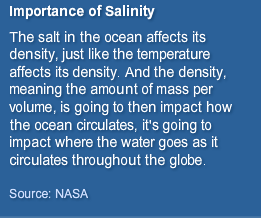 Importance of Salinity
The salt in the ocean affects its
density, just like the temperature
affects its density. And the density,
meaning the amount of mass per
volume, is going to then impact how
the ocean circulates, it's going to
impact where the water goes as it
circulates throughout the globe.
Source: NASA